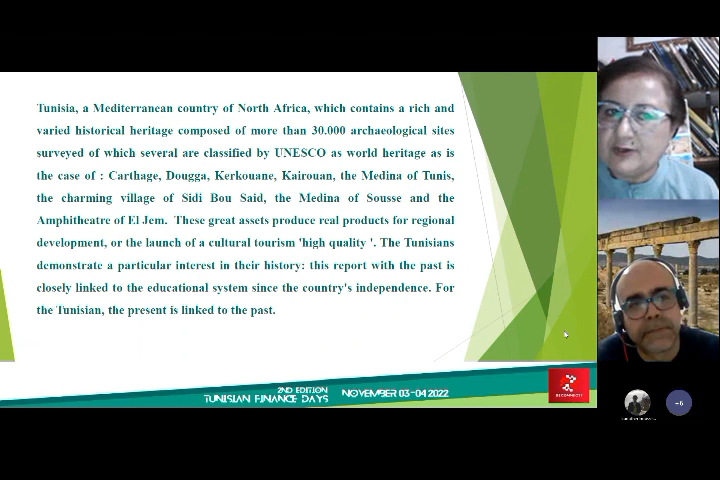 Tunisia, a Mediterranean country of North Africa, which contains a rich and
varied historical heritage composed of more than 30.000 archaeological sites
surveyed of which several are classified by UNESCO as world heritage as is
the case of : Carthage, Dougga, Kerkouane, Kairouan, the Medina of Tunis,
the charming village of Sidi Bou Said, the Medina of Sousse and the
Amphitheatre of El Jem. These great assets produce real products for regional
development, or the launch of a cultural tourism 'high quality '. The Tunisians
demonstrate a particular interest in their history: this report with the past is
closely linked to the educational system since the country's independence. For
the Tunisian, the present is linked to the past.
2ND EDITION
TUNISIAN FINANCE DAYS
NOVEMBER 03-04 2022
+6